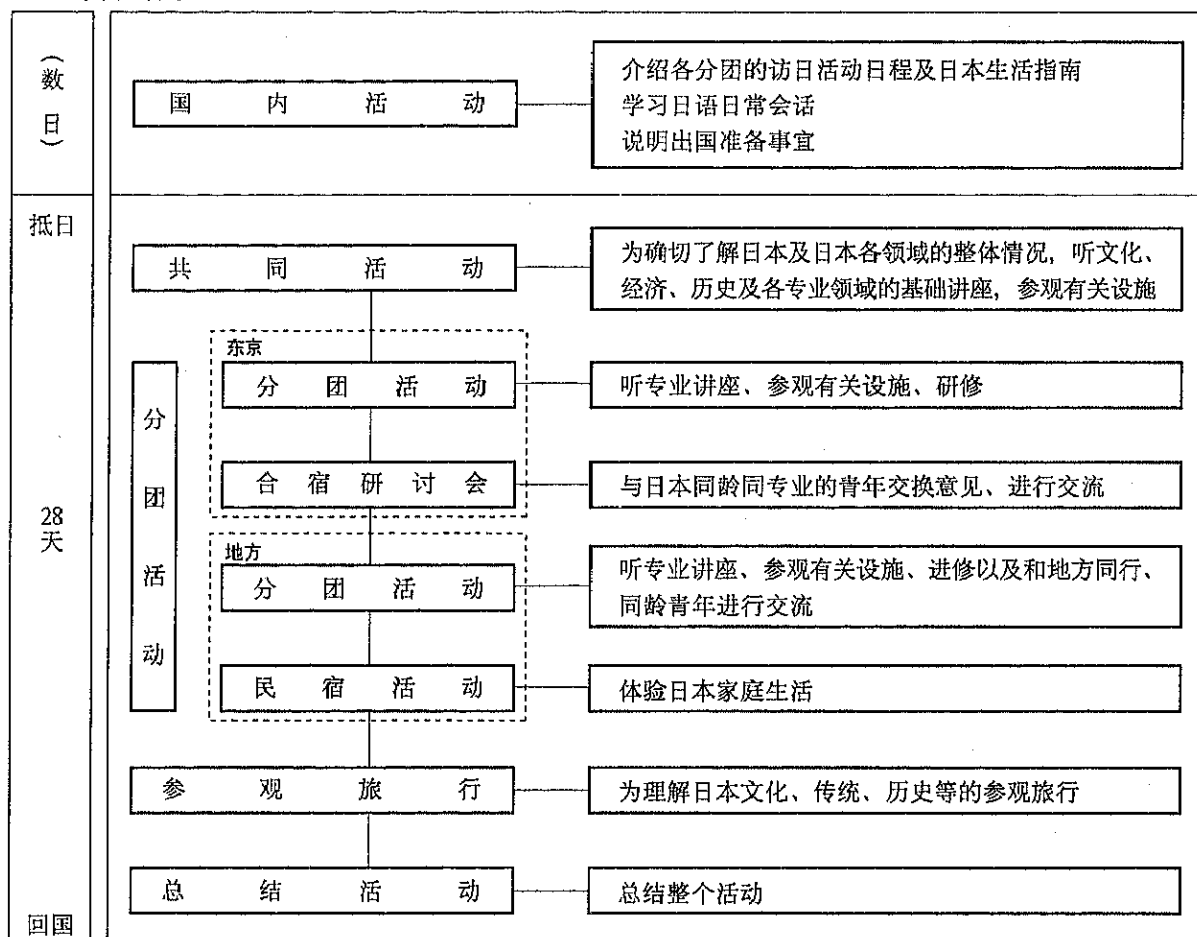 （数日）
国内活动
介绍各分团的访日活动日程及日本生活指南
学习日语日常会话
说明出国准备事宜
抵日
28
天
回国
共同活动
为确切了解日本及日本各领域的整体情况，听文化、
经济、历史及各专业领域的基础讲座，参观有关设施
分团活动
东京
分团活动
听专业讲座、参观有关设施、研修
合宿研讨会
与日本同龄同专业的青年交换意见、进行交流
地方
分团活动
听专业讲座、参观有关设施、进修以及和地方同行、
同龄青年进行交流
民宿活动
体验日本家庭生活
参观旅行
为理解日本文化、传统、历史等的参观旅行
总结活动
总结整个活动